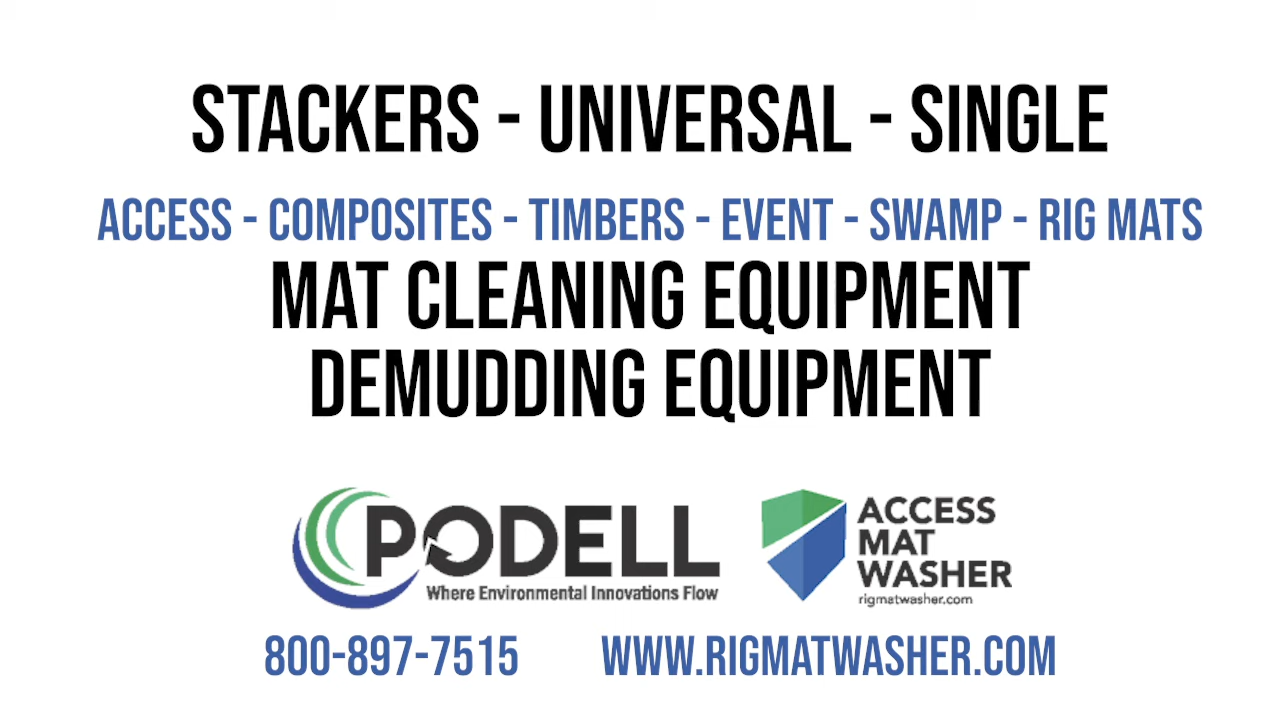 STACKERS - UNIVERSAL - SINGLE
ACCESS - COMPOSITES - TIMBERS - EVENT - SWAMP - RIG MATS
MAT CLEANING EQUIPMENT
DEMUDDING EQUIPMENT
PODELL
Where Environmental Innovations Flow
ACCESS
MAT
WASHER
rigmatwasher.com
800-897-7515 WWW.RIGMATWASHER.COM